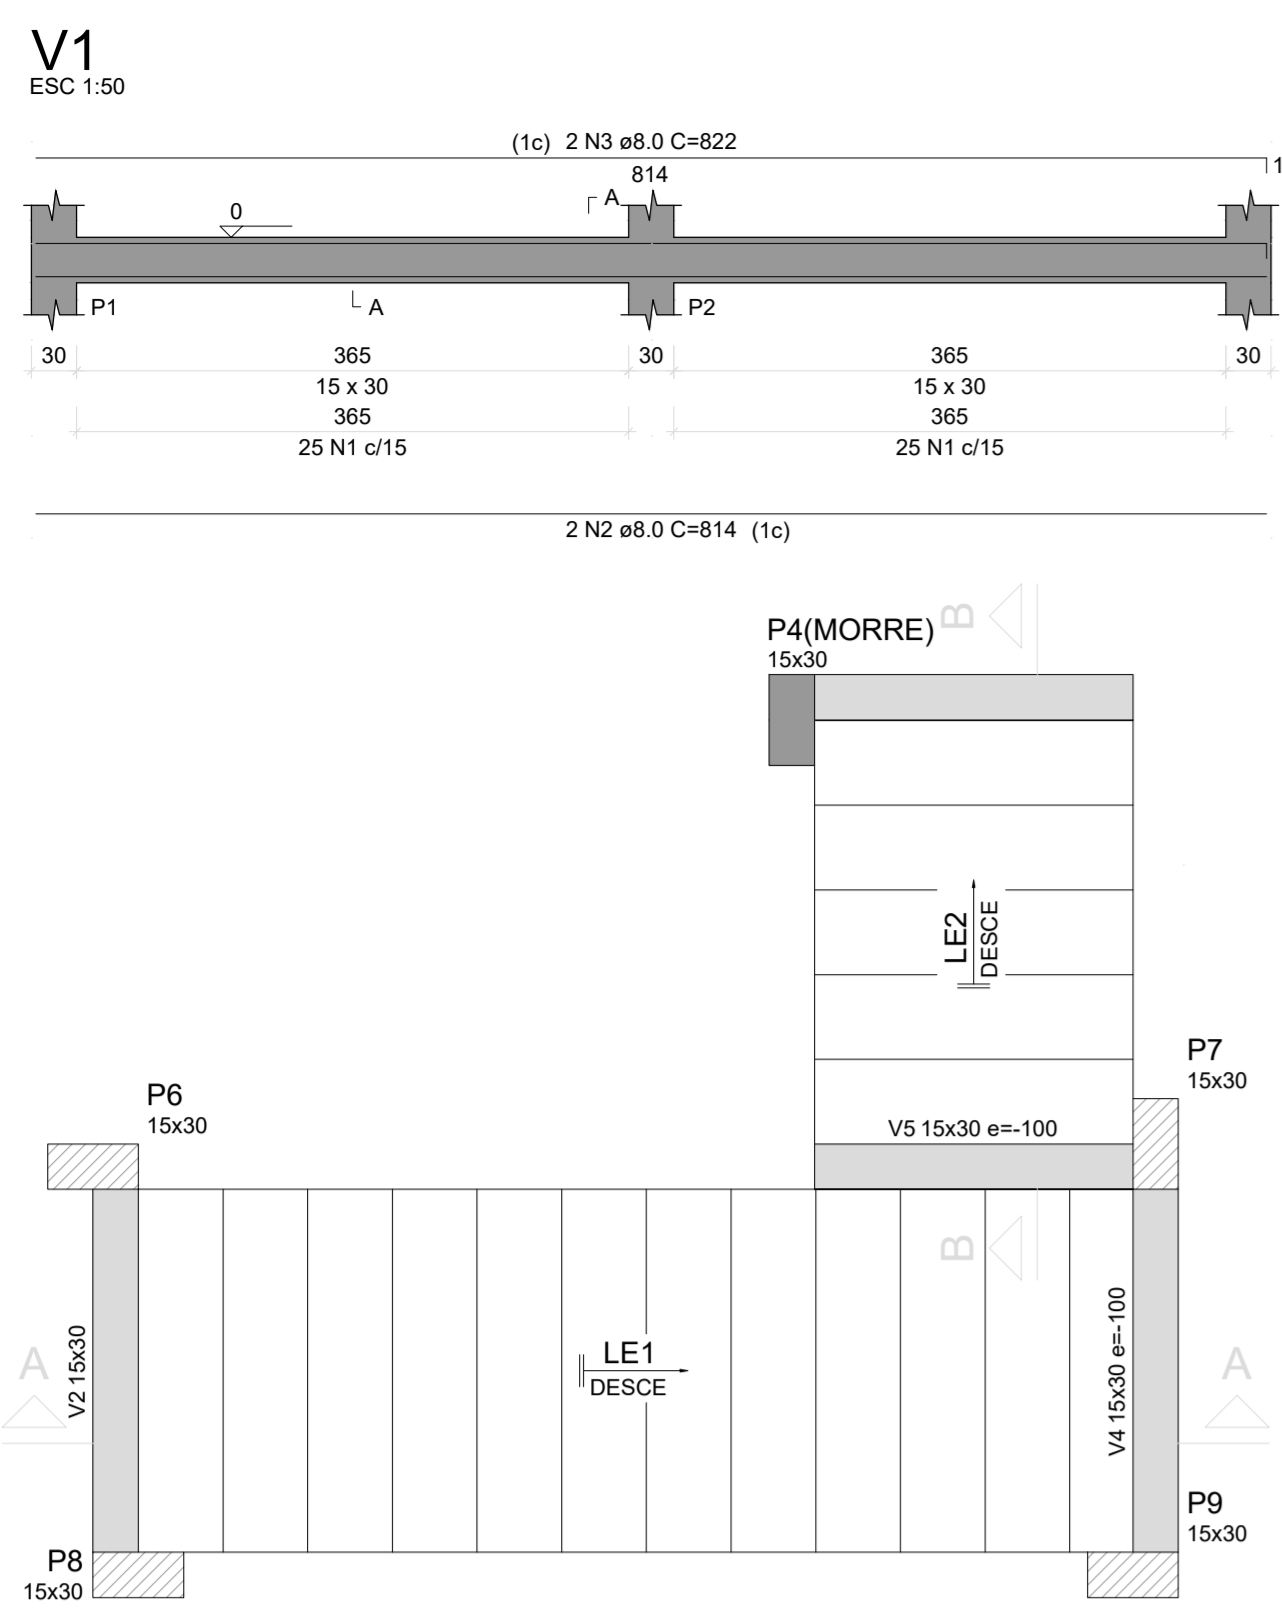 V1
ESC 1:50
(1c) 2 N3 ø8.0 C=822
814
1
A
0
A
P1
P2
30 365 30 365 30
15 x 30 15 x 30
365 365
25 N1 c/15 25 N1 c/15
2 N2 ø8.0 C=814 (1c)
B
P4(MORRE)
15x30
LE2
DESCE
P7
15x30
P6
15x30
V5 15x30 e=-100
B
V2 15x30
A
LE1
DESCE
V4 15x30 e=-100
A
P9
15x30
P8
15x30